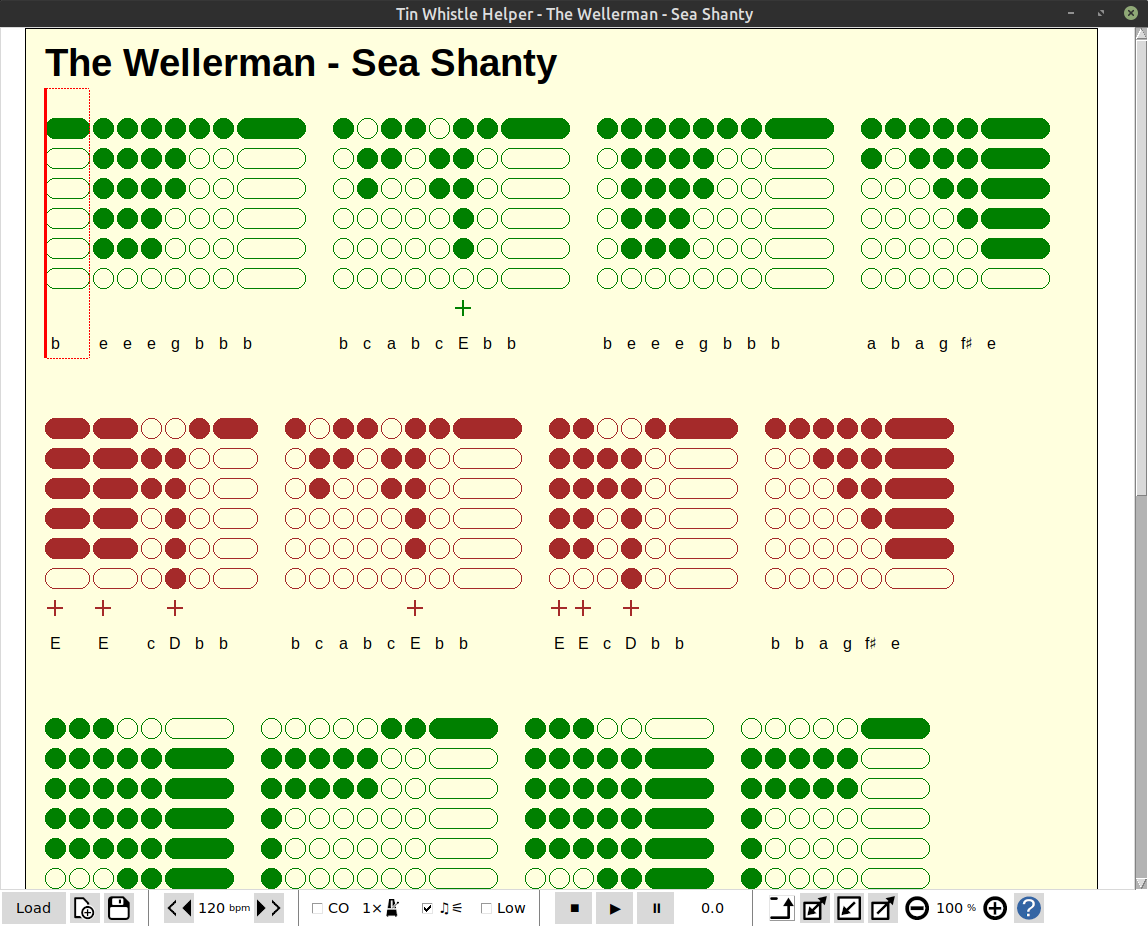 Tin Whistle Helper - The Wellerman - Sea Shanty
The Wellerman - Sea Shanty
+
b e e e g b b b b c a b c E b b b e e e g b b b a b a g f♯ e
+ + + + + + +
E E c D b b b c a b c E b b E E c D b b b b a g f♯ e
Load 120 bpm CO 1× ♫ Low 0.0 100 % ?